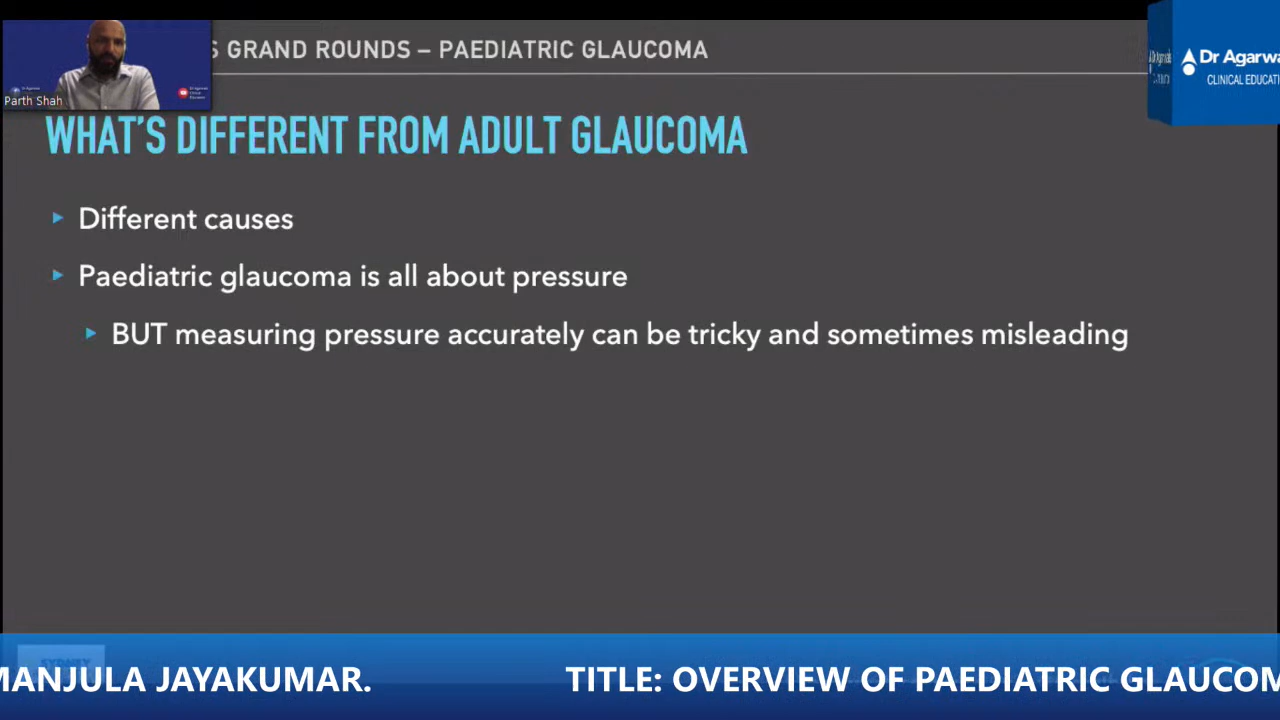 S GRAND ROUNDS – PAEDIATRIC GLAUCOMA
Parth Shah
Dr Agarwa
CLINICAL EDUCATI
WHAT'S DIFFERENT FROM ADULT GLAUCOMA
Different causes
Paediatric glaucoma is all about pressure
BUT measuring pressure accurately can be tricky and sometimes misleading
SYDNEY
MANJULA JAYAKUMAR. TITLE: OVERVIEW OF PAEDIATRIC GLAUCOM